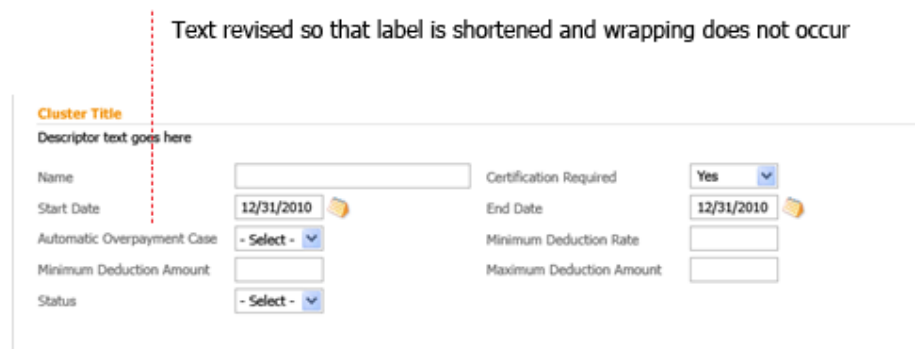 Text revised so that label is shortened and wrapping does not occur
Cluster Title
Descriptor text goes here
Name Certification Required Yes
Start Date 12/31/2010 End Date 12/31/2010
Automatic Overpayment Case - Select - Minimum Deduction Rate
Minimum Deduction Amount Maximum Deduction Amount
Status - Select -